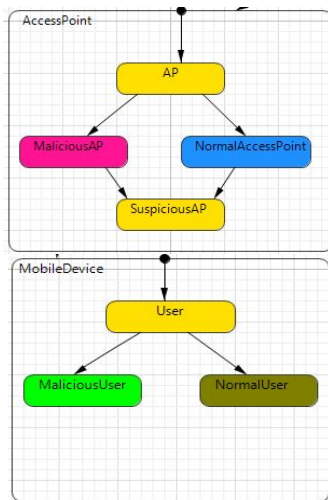 AccessPoint
AP
MaliciousAP NormalAccessPoint
SuspiciousAP
MobileDevice
User
MaliciousUser NormalUser